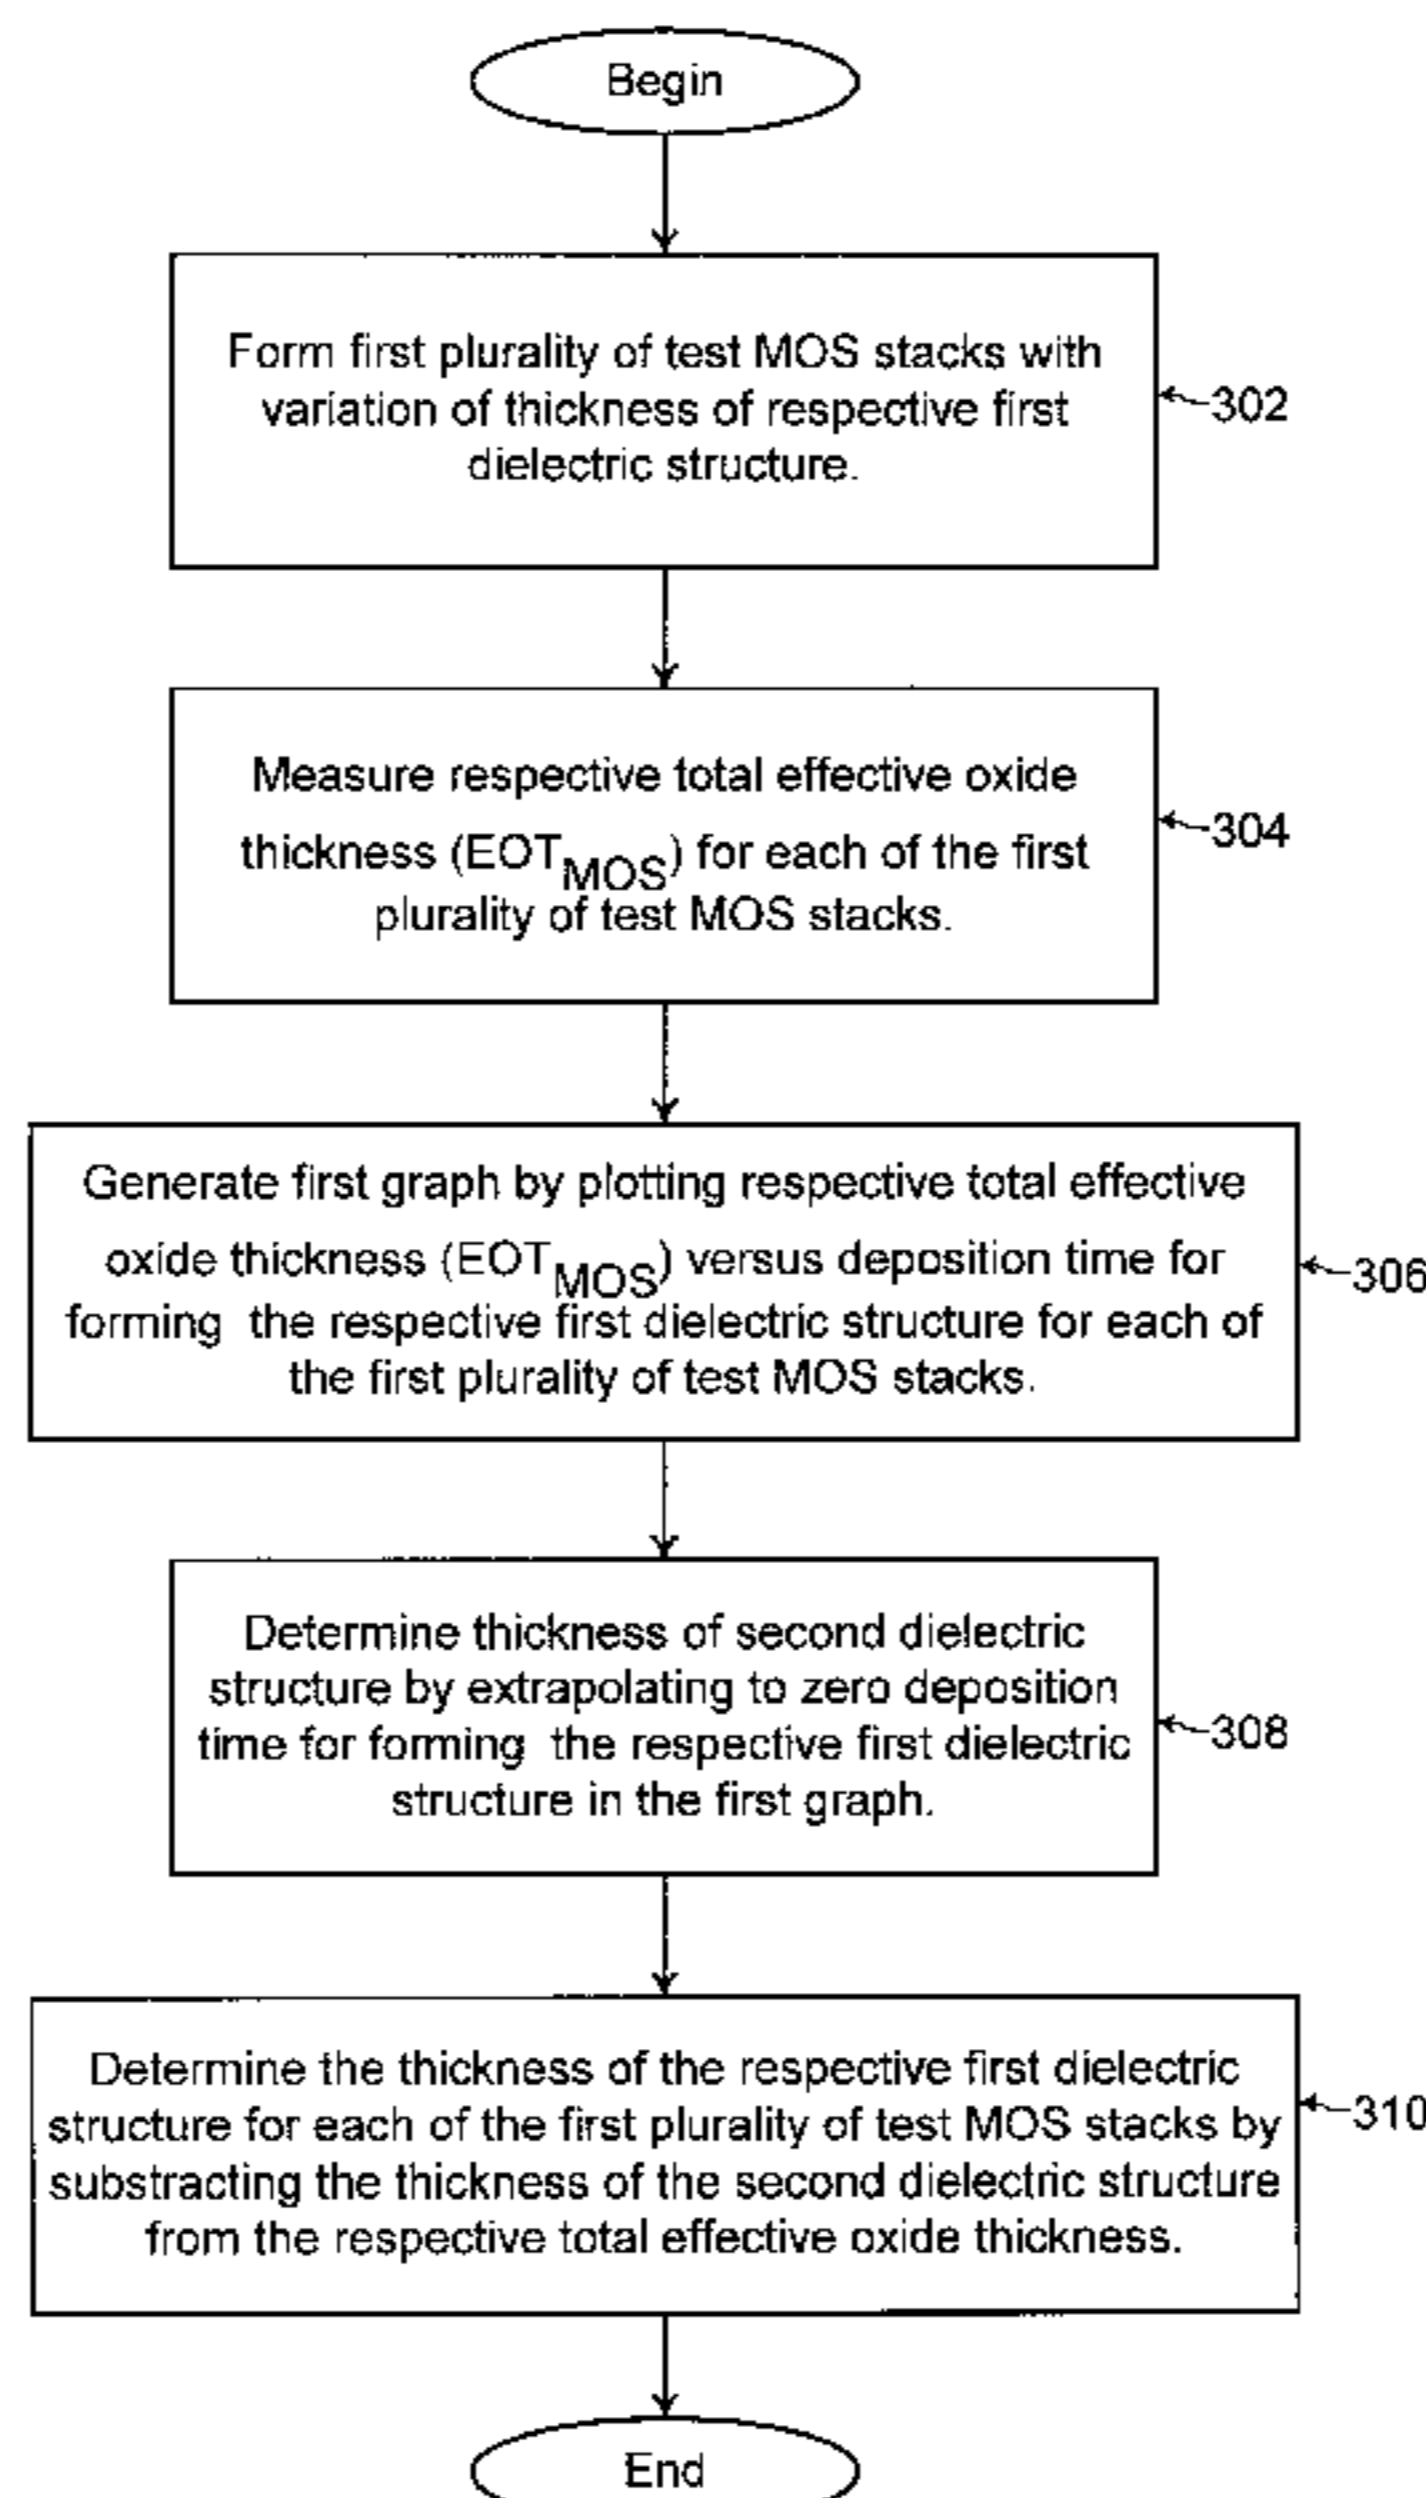 Begin
Form first plurality of test MOS stacks with
variation of thickness of respective first
dielectric structure.
302
Measure respective total effective oxide
thickness (EOTMOS) for each of the first
plurality of test MOS stacks.
304
Generate first graph by plotting respective total effective
oxide thickness (EOTMOS) versus deposition time for
forming the respective first dielectric structure for each of
the first plurality of test MOS stacks.
306
Determine thickness of second dielectric
structure by extrapolating to zero deposition
time for forming the respective first dielectric
structure in the first graph.
308
Determine the thickness of the respective first dielectric
structure for each of the first plurality of test MOS stacks by
substracting the thickness of the second dielectric structure
from the respective total effective oxide thickness.
310
End